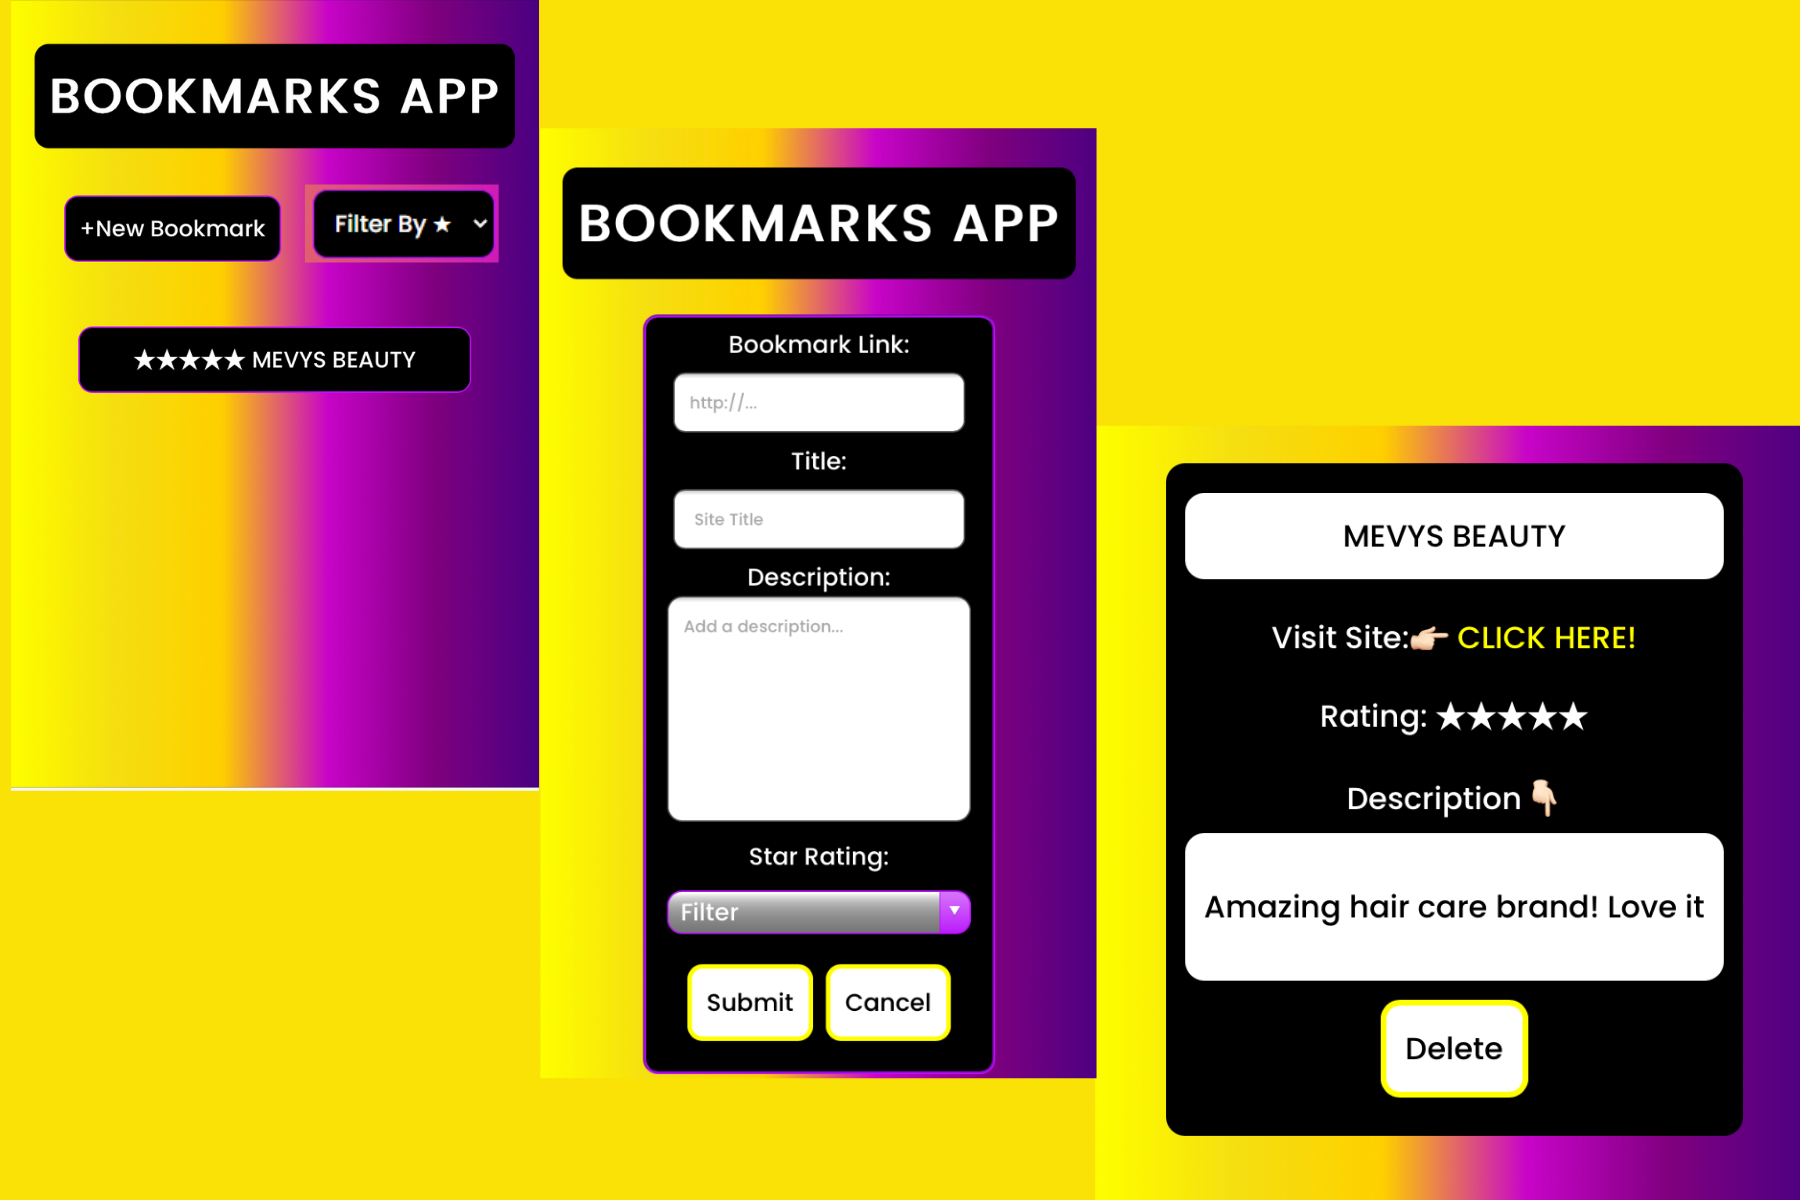 BOOKMARKS APP
+New Bookmark
Filter By ★
★★★★★ MEVYS BEAUTY
BOOKMARKS APP
Bookmark Link:
http://...
Title:
Site Title
Description:
Add a description...
Star Rating:
Filter
Submit
Cancel
MEVYS BEAUTY
Visit Site:👉🏻 CLICK HERE!
Rating: ★★★★★
Description 👇🏻
Amazing hair care brand! Love it
Delete